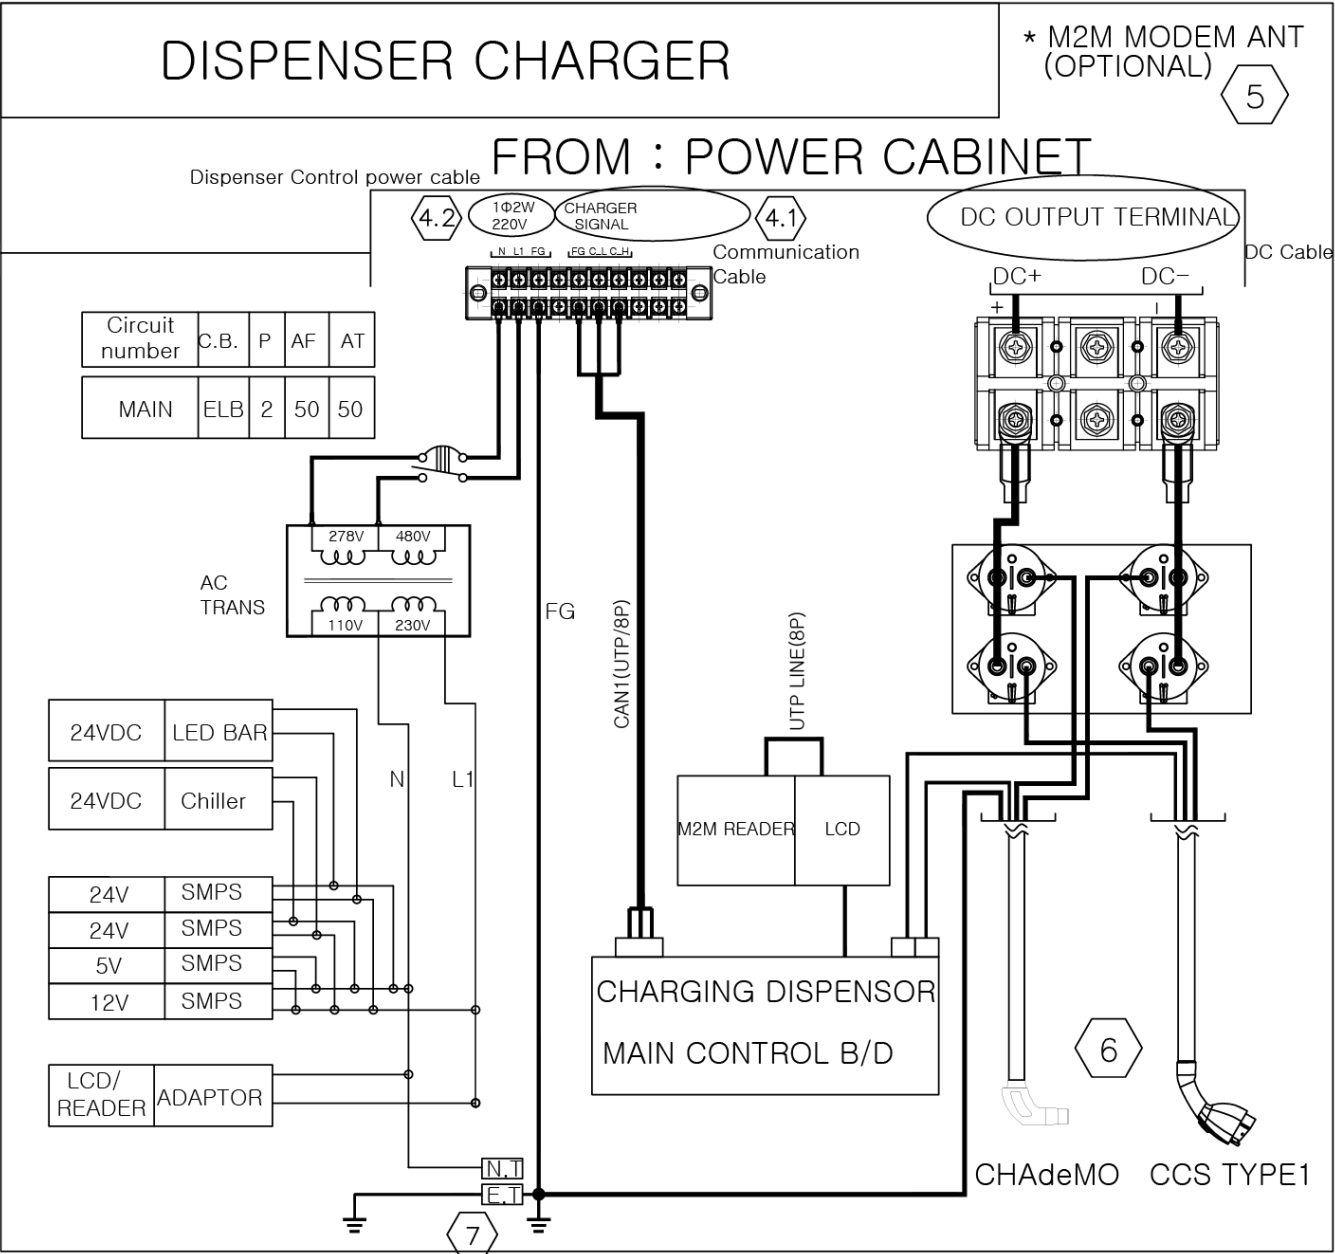 DISPENSER CHARGER
* M2M MODEM ANT
(OPTIONAL)
5
FROM : POWER CABINET
Dispenser Control power cable
4.2
1Φ2W
220V
CHARGER
SIGNAL
4.1
DC OUTPUT TERMINAL
N L1 FG
FG C_L C_H
Communication
Cable
DC Cable
DC+
DC-
+
-
Circuit
number
C.B.
P
AF
AT
MAIN
ELB
2
50
50
278V
480V
AC
TRANS
110V
230V
FG
CAN1(UTP/8P)
UTP LINE(8P)
24VDC
LED BAR
N
L1
24VDC
Chiller
M2M READER
LCD
24V
SMPS
24V
SMPS
5V
SMPS
12V
SMPS
CHARGING DISPENSOR
MAIN CONTROL B/D
6
LCD/
READER
ADAPTOR
N.T
E.T
7
CHAdeMO
CCS TYPE1